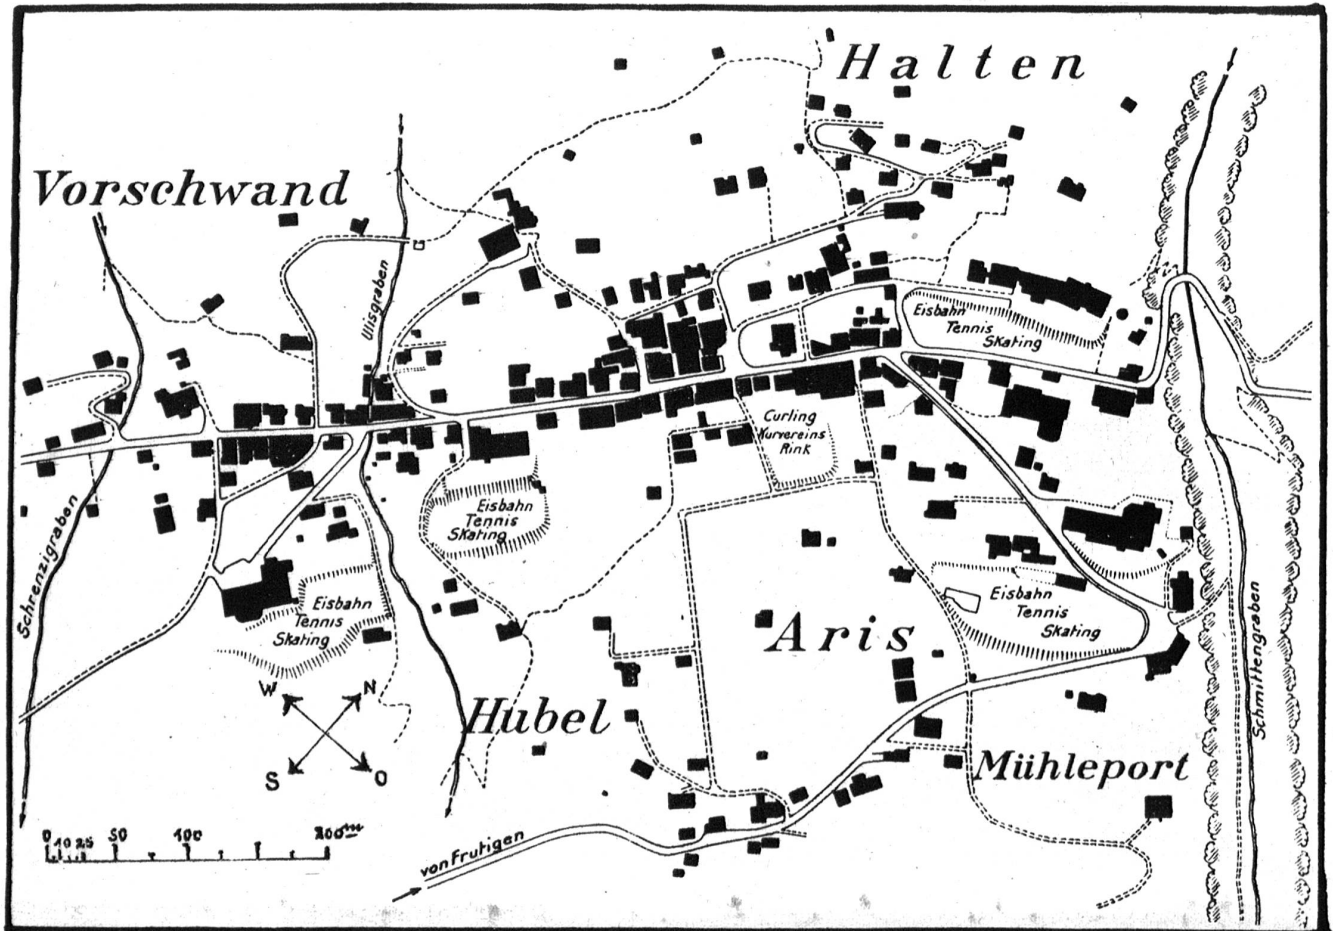 Halten
Vorschwand
Illisgraben
Eisbahn
Tennis
Skating
Curling
Kurvereins
Rink
Eisbahn
Tennis
Skating
Schrenzigraben
Eisbahn
Tennis
Skating
Eisbahn
Tennis
Skating
Aris
Schmittengraben
W
N
S
O
Hubel
Mühleport
0 10 25 50 100 200 m
von Frutigen